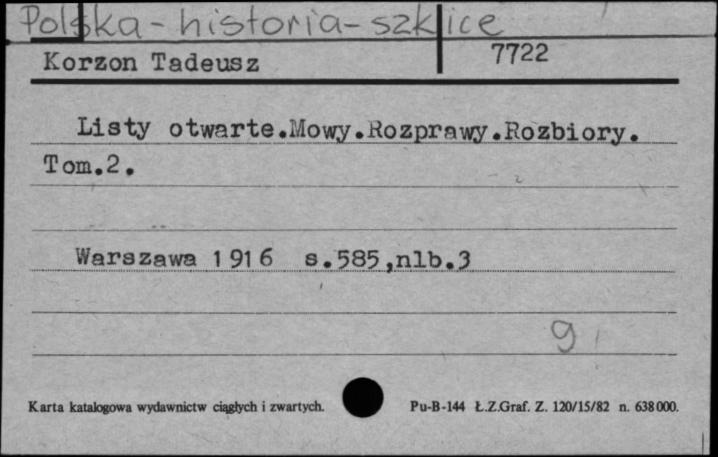 Polska - historia - szklice
Korzon Tadeusz 7722
Listy otwarte.Mowy.Rozprawy.Rozbiory.
Tom.2.
Warszawa 1916 s.585,nlb.3
9
Karta katalogowa wydawnictw ciągłych i zwartych. Pu-B-144 Ł.Z.Graf. Z. 120/15/82 n. 638000.